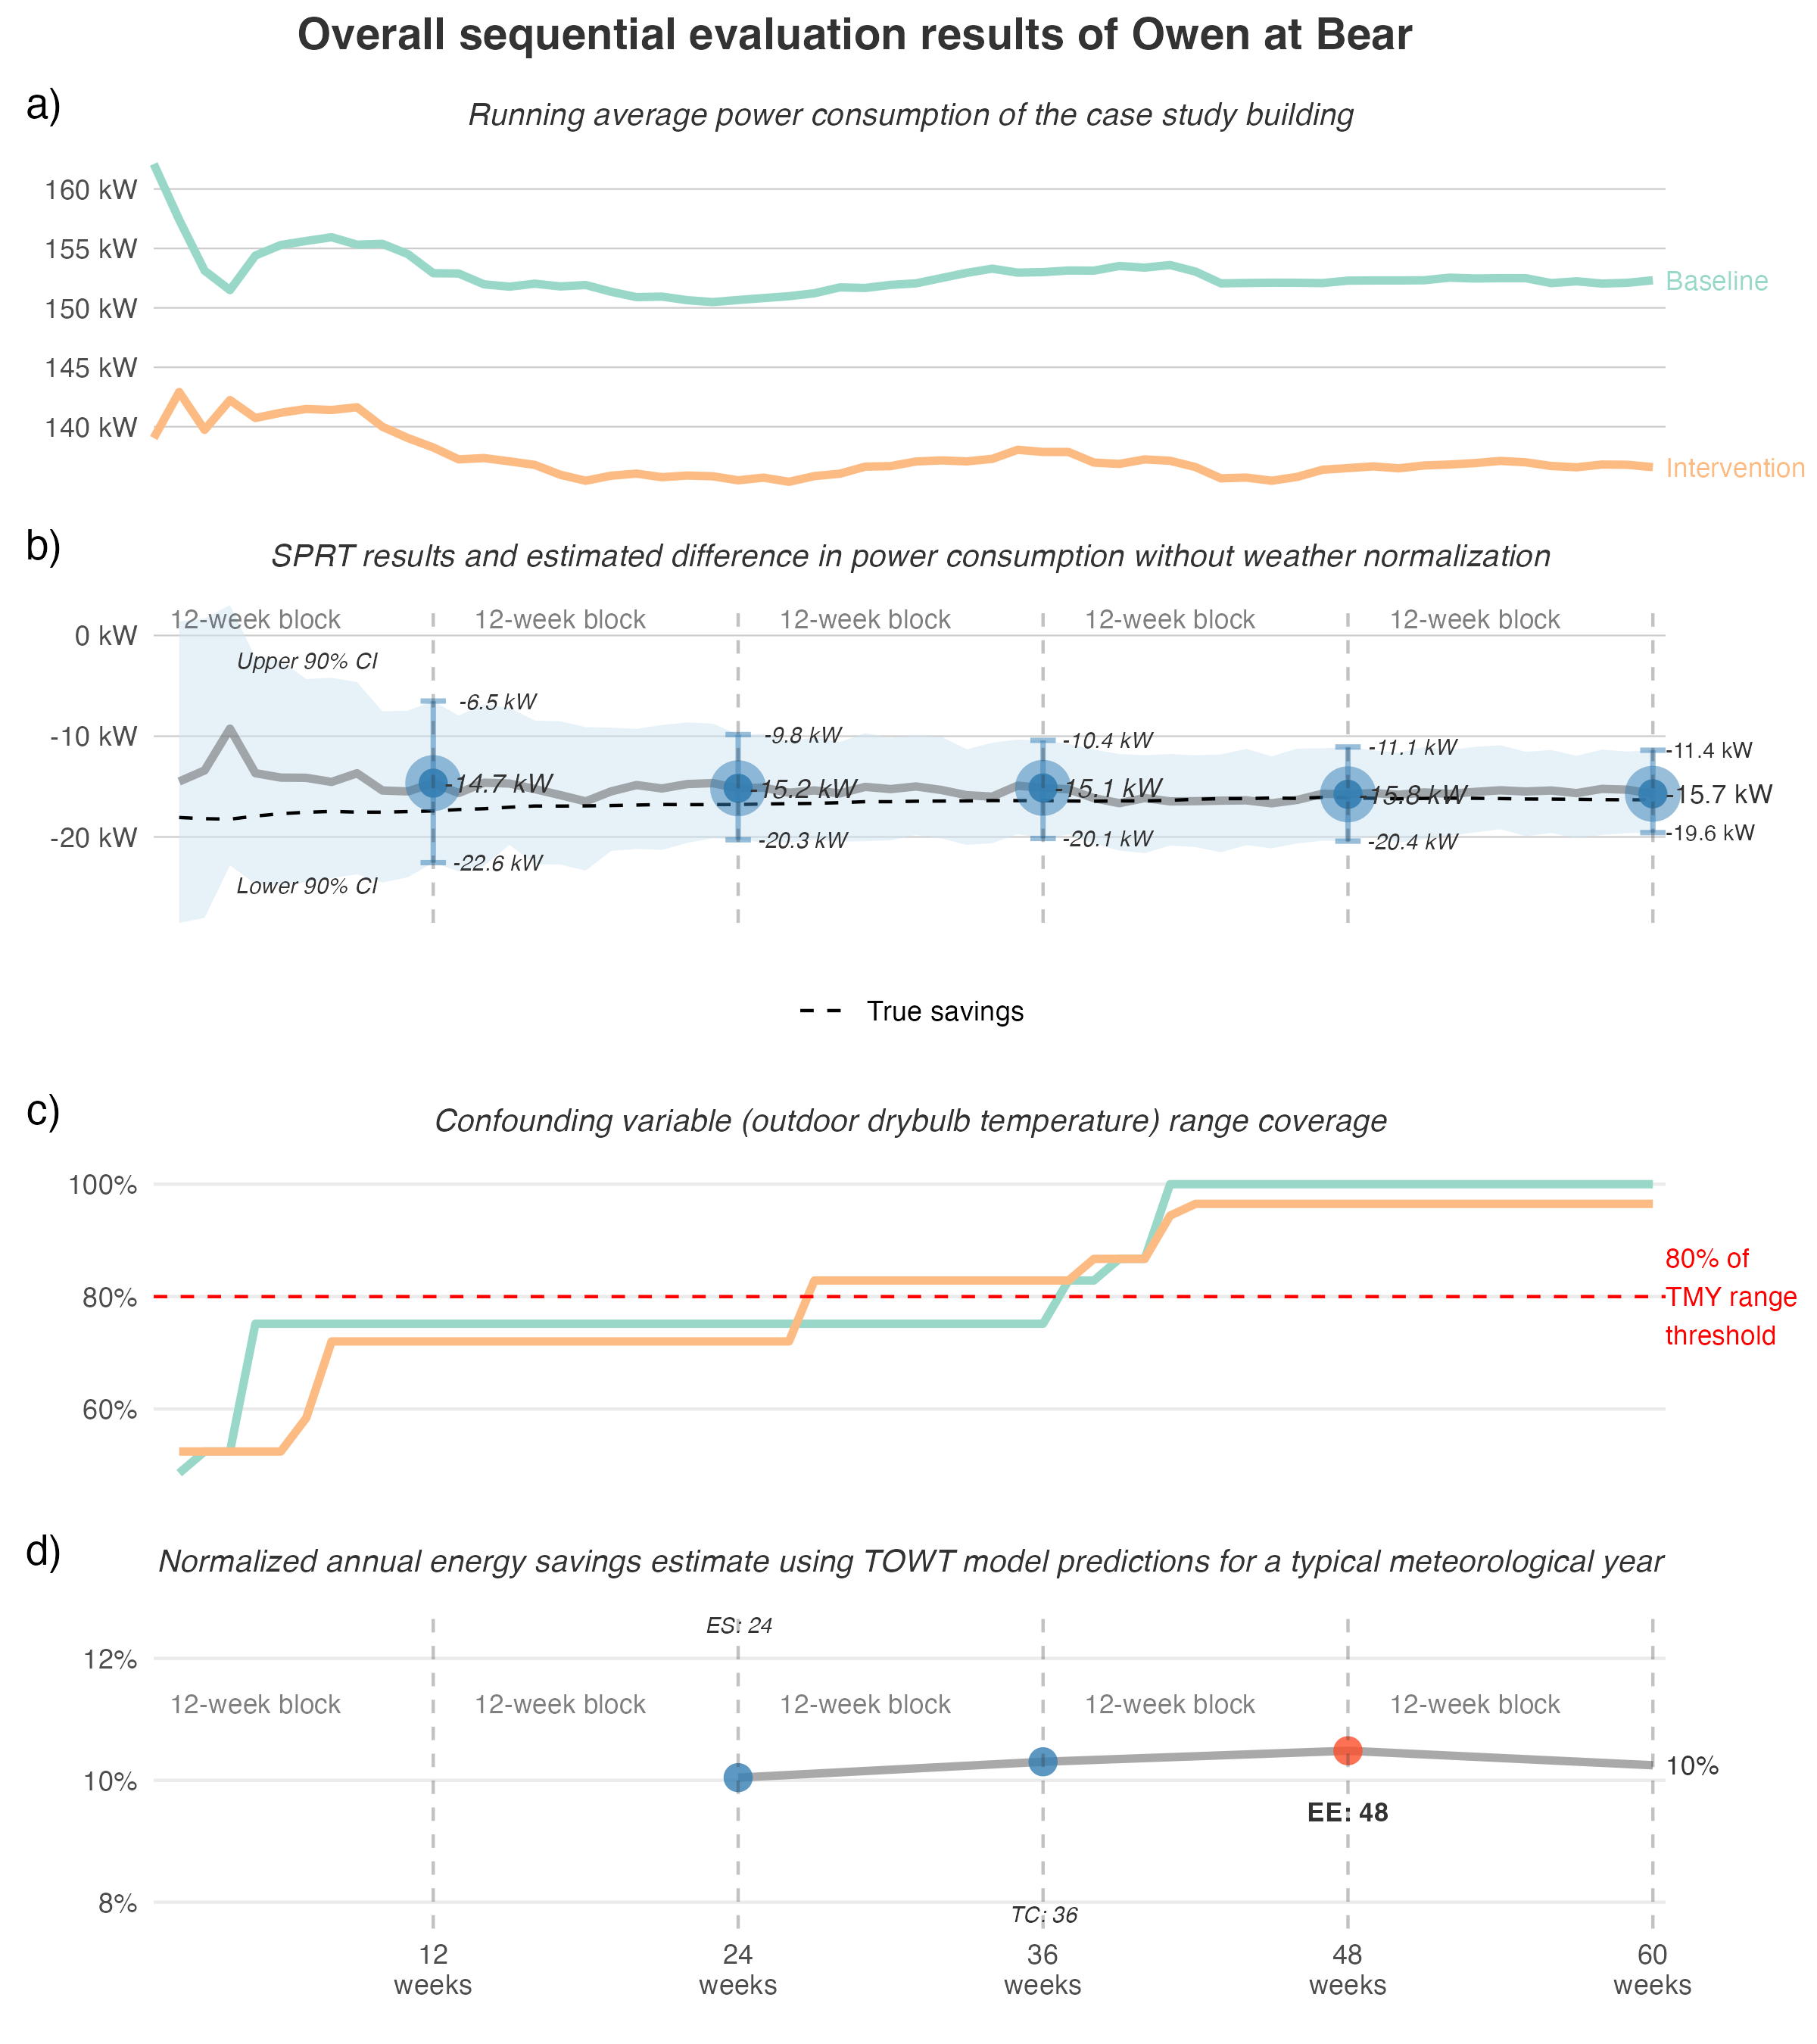 Overall sequential evaluation results of Owen at Bear
a)
Running average power consumption of the case study building
160 kW
155 kW
150 kW
145 kW
140 kW
Baseline
Intervention
b)
SPRT results and estimated difference in power consumption without weather normalization
12-week block 12-week block 12-week block 12-week block 12-week block
0 kW
-10 kW
-20 kW
Upper 90% CI
Lower 90% CI
-6.5 kW
-14.7 kW
-22.6 kW
-9.8 kW
-15.2 kW
-20.3 kW
-10.4 kW
-15.1 kW
-20.1 kW
-11.1 kW
-15.8 kW
-20.4 kW
-11.4 kW
-15.7 kW
-19.6 kW
True savings
c)
Confounding variable (outdoor drybulb temperature) range coverage
100%
80%
60%
80% of
TMY range
threshold
d)
Normalized annual energy savings estimate using TOWT model predictions for a typical meteorological year
ES: 24
12%
10%
8%
12-week block 12-week block 12-week block 12-week block 12-week block
10%
EE: 48
TC: 36
12 weeks
24 weeks
36 weeks
48 weeks
60 weeks